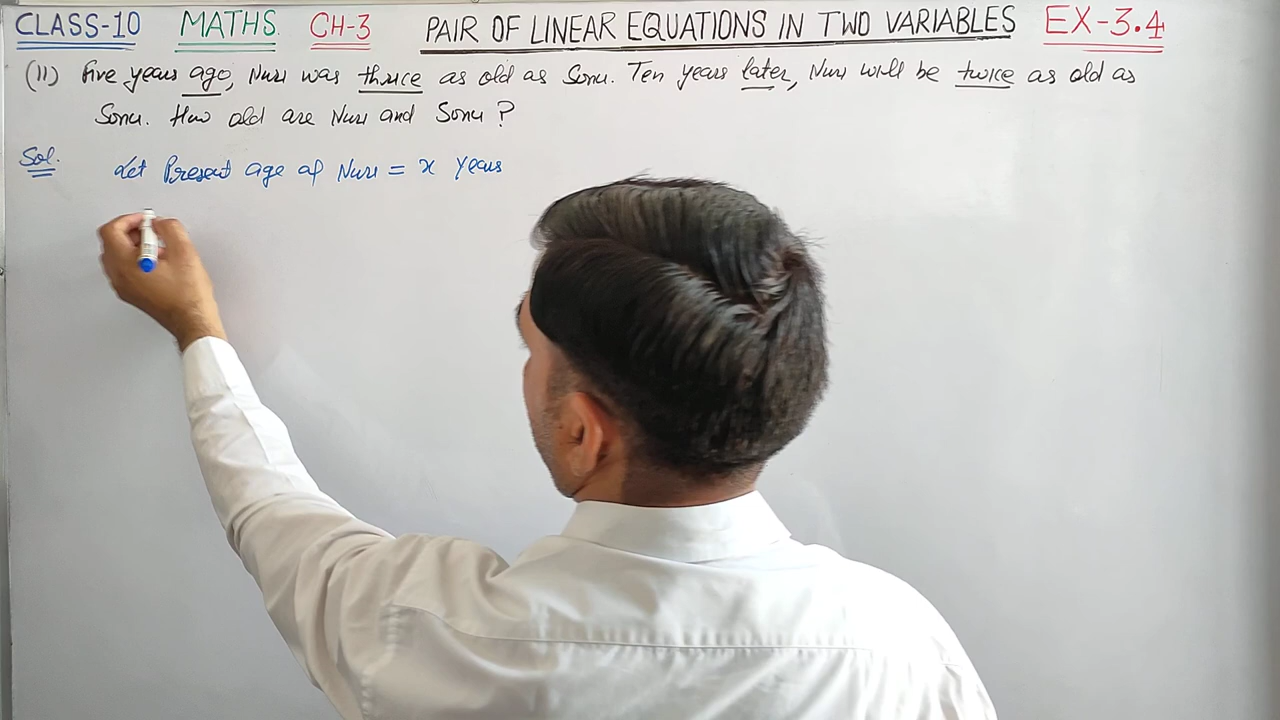 CLASS-10 MATHS CH-3 PAIR OF LINEAR EQUATIONS IN TWO VARIABLES EX-3.4
(II) Five years ago, Nuri was thrice as old as Sonu. Ten years later, Nuri will be twice as old as
Sonu. How old are Nuri and Sonu?
Sol. Let Present age of Nuri = x years